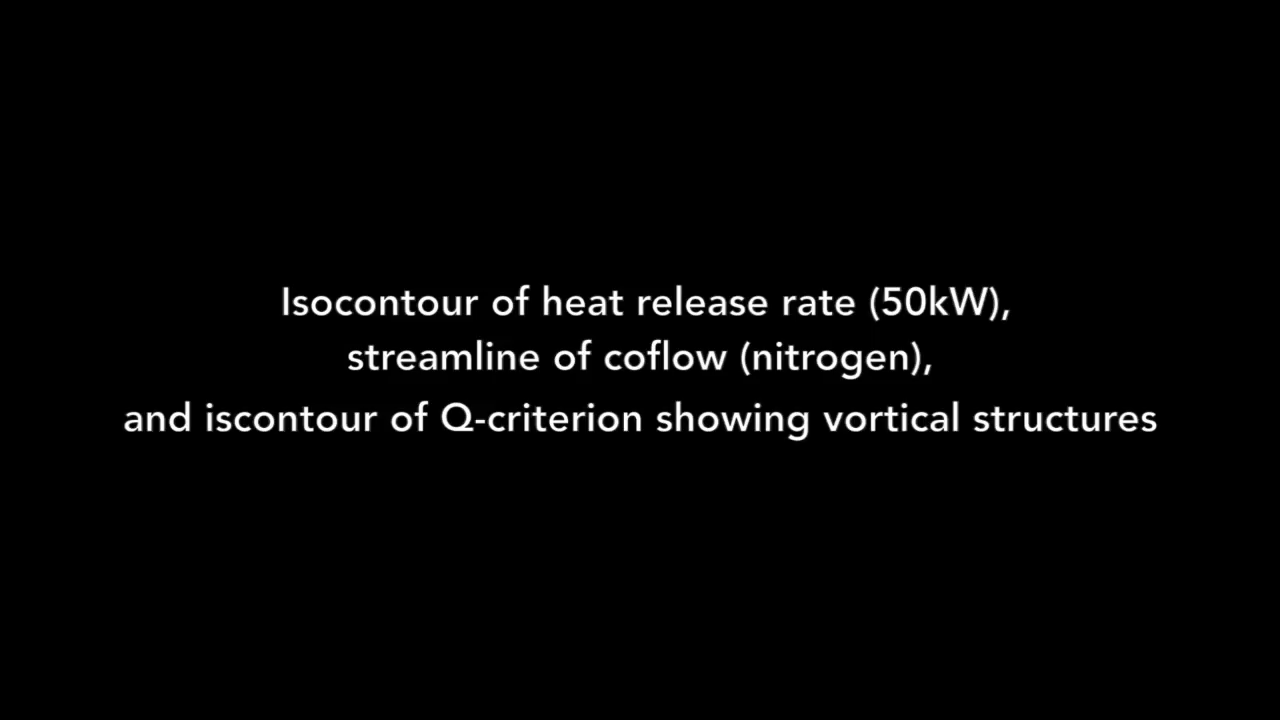 Isocontour of heat release rate (50kW),
streamline of coflow (nitrogen),
and iscontour of Q-criterion showing vortical structures